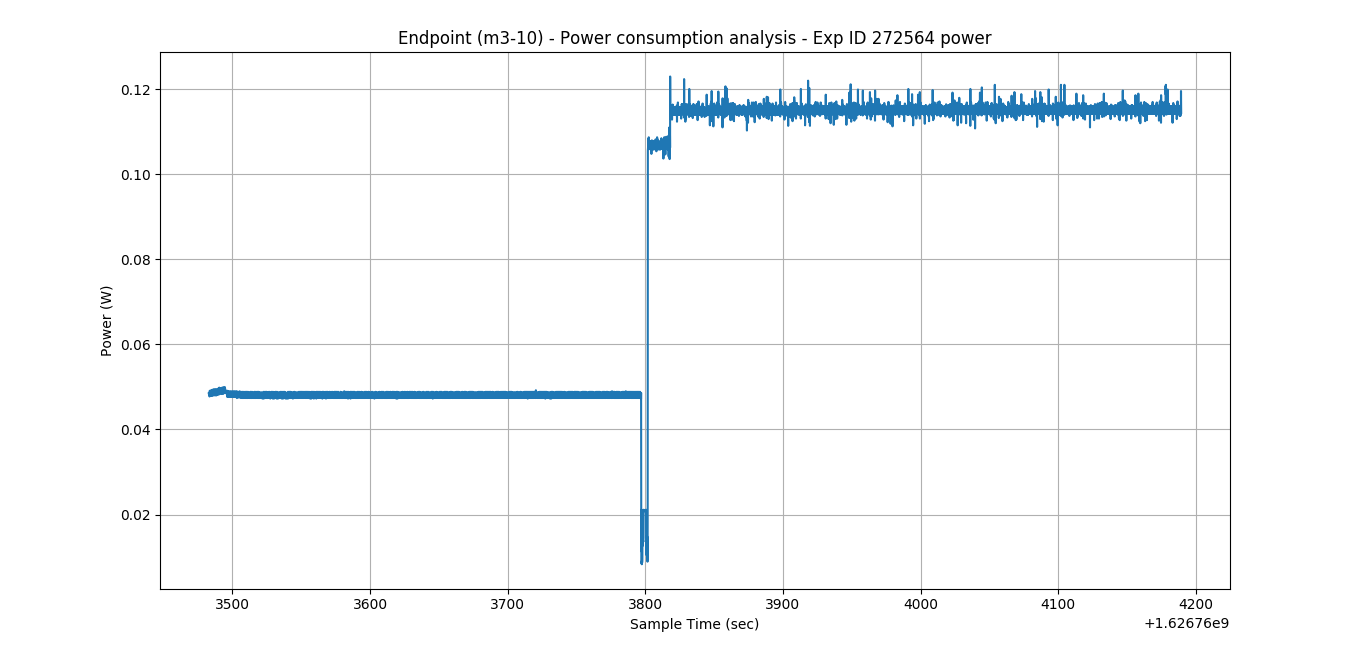 Endpoint (m3-10) - Power consumption analysis - Exp ID 272564 power
0.12
0.10
0.08
0.06
0.04
0.02
Power (W)
3500 3600 3700 3800 3900 4000 4100 4200
Sample Time (sec)
+1.62676e9